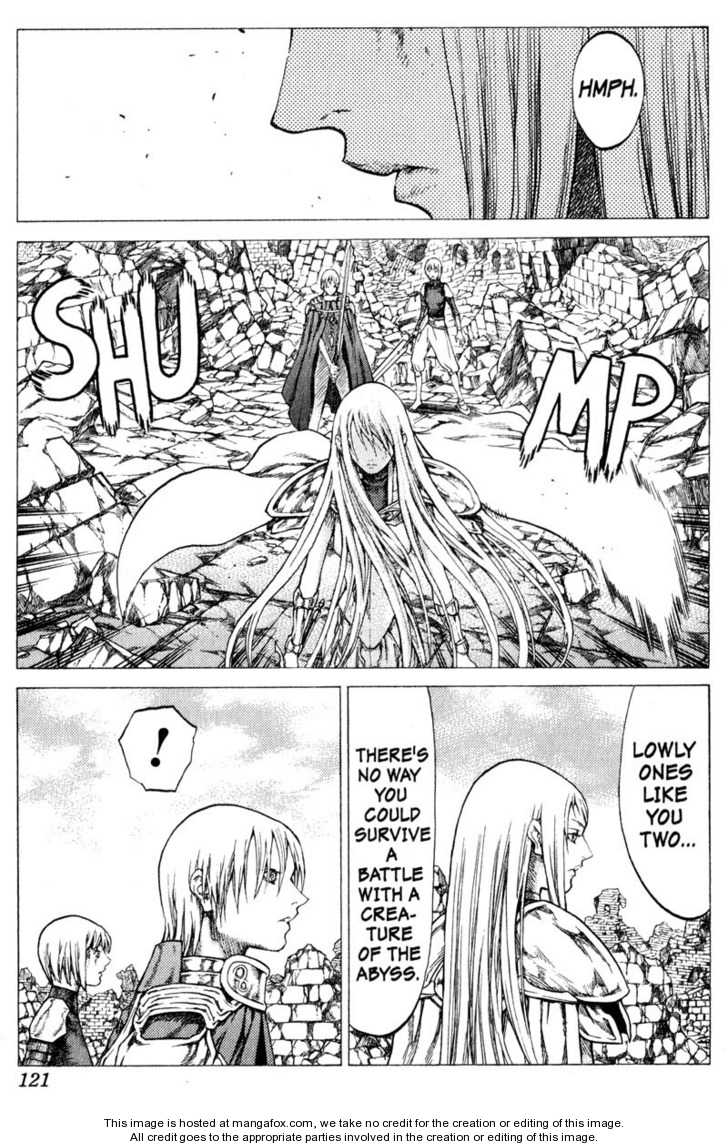 HMPH.
SHU
MP
LOWLY
ONES
LIKE
YOU
TWO...
THERE'S
NO WAY
YOU
COULD
SURVIVE
A
BATTLE
WITH A
CREA-
TURE
OF THE
ABYSS.
!
121
This image is hosted at mangafox.com, we take no credit for the creation or editing of this image.
All credit goes to the appropriate parties involved in the creation or editing of this image.